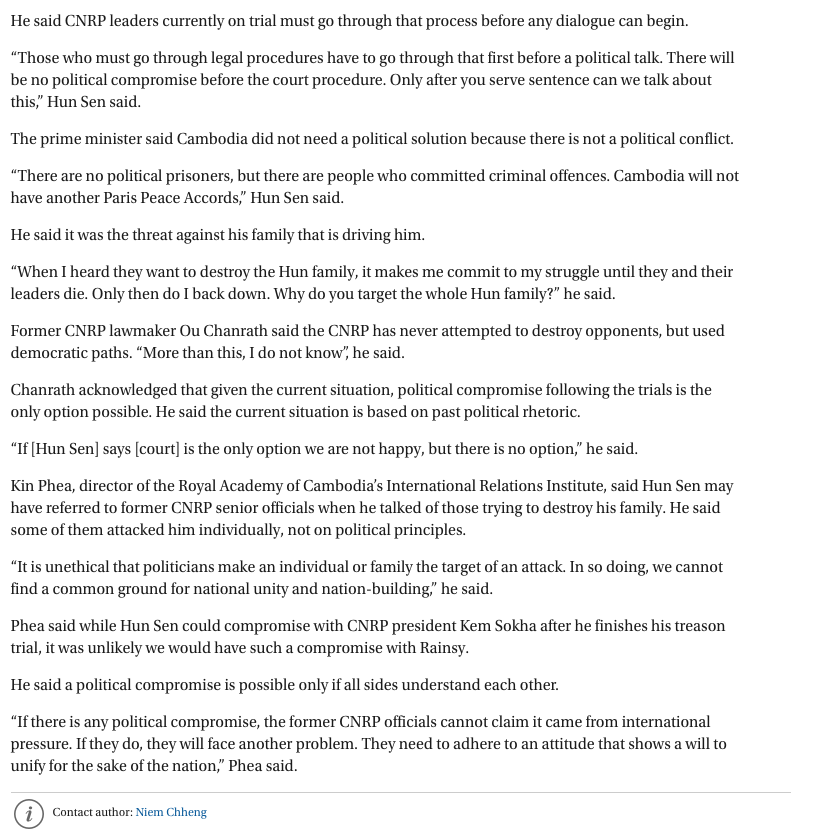 He said CNRP leaders currently on trial must go through that process before any dialogue can begin.
“Those who must go through legal procedures have to go through that first before a political talk. There will
be no political compromise before the court procedure. Only after you serve sentence can we talk about
this,” Hun Sen said.
The prime minister said Cambodia did not need a political solution because there is not a political conflict.
“There are no political prisoners, but there are people who committed criminal offences. Cambodia will not
have another Paris Peace Accords,” Hun Sen said.
He said it was the threat against his family that is driving him.
“When I heard they want to destroy the Hun family, it makes me commit to my struggle until they and their
leaders die. Only then do I back down. Why do you target the whole Hun family?” he said.
Former CNRP lawmaker Ou Chanrath said the CNRP has never attempted to destroy opponents, but used
democratic paths. “More than this, I do not know”, he said.
Chanrath acknowledged that given the current situation, political compromise following the trials is the
only option possible. He said the current situation is based on past political rhetoric.
“If [Hun Sen] says [court] is the only option we are not happy, but there is no option,” he said.
Kin Phea, director of the Royal Academy of Cambodia’s International Relations Institute, said Hun Sen may
have referred to former CNRP senior officials when he talked of those trying to destroy his family. He said
some of them attacked him individually, not on political principles.
“It is unethical that politicians make an individual or family the target of an attack. In so doing, we cannot
find a common ground for national unity and nation-building,” he said.
Phea said while Hun Sen could compromise with CNRP president Kem Sokha after he finishes his treason
trial, it was unlikely we would have such a compromise with Rainsy.
He said a political compromise is possible only if all sides understand each other.
“If there is any political compromise, the former CNRP officials cannot claim it came from international
pressure. If they do, they will face another problem. They need to adhere to an attitude that shows a will to
unify for the sake of the nation,” Phea said.
i Contact author: Niem Chheng